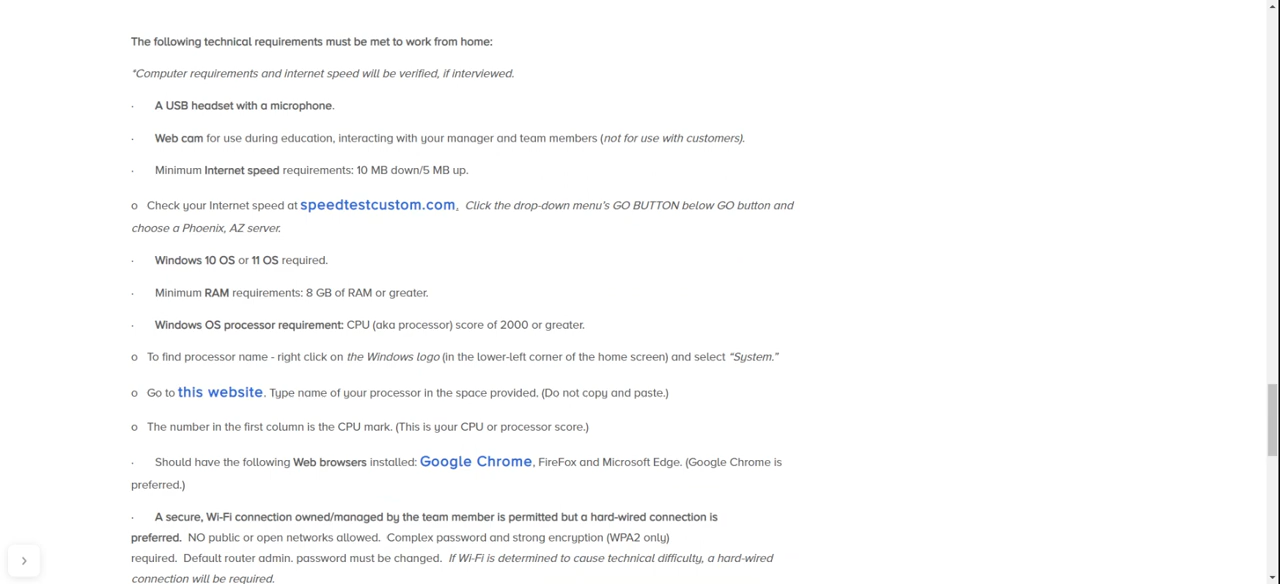 The following technical requirements must be met to work from home:
*Computer requirements and internet speed will be verified, if interviewed.
· A USB headset with a microphone.
· Web cam for use during education, interacting with your manager and team members (not for use with customers).
· Minimum Internet speed requirements: 10 MB down/5 MB up.
o Check your Internet speed at speedtestcustom.com. Click the drop-down menu's GO BUTTON below GO button and
choose a Phoenix, AZ server.
· Windows 10 OS or 11 OS required.
· Minimum RAM requirements: 8 GB of RAM or greater.
· Windows OS processor requirement: CPU (aka processor) score of 2000 or greater.
o To find processor name - right click on the Windows logo (in the lower-left corner of the home screen) and select “System.”
o Go to this website. Type name of your processor in the space provided. (Do not copy and paste.)
o The number in the first column is the CPU mark. (This is your CPU or processor score.)
· Should have the following Web browsers installed: Google Chrome, FireFox and Microsoft Edge. (Google Chrome is
preferred.)
· A secure, Wi-Fi connection owned/managed by the team member is permitted but a hard-wired connection is
preferred. NO public or open networks allowed. Complex password and strong encryption (WPA2 only)
required. Default router admin. password must be changed. If Wi-Fi is determined to cause technical difficulty, a hard-wired
connection will be required.